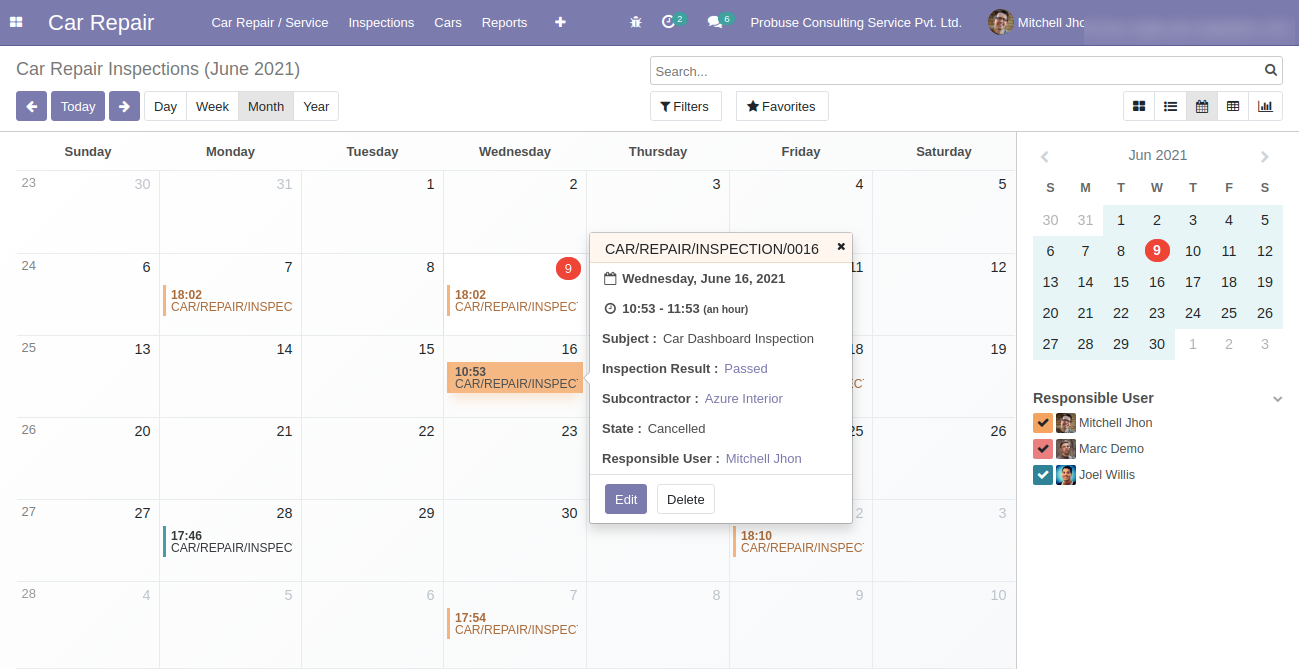 Car Repair Car Repair / Service Inspections Cars Reports 2 6 Probuse Consulting Service Pvt. Ltd. Mitchell Jho
Car Repair Inspections (June 2021) Search...
Today Day Week Month Year Filters Favorites
Sunday Monday Tuesday Wednesday Thursday Friday Saturday
23 30 31 1 2 3 4 5
24 6 7 8 9 11 12
18:02 18:02
CAR/REPAIR/INSPEC CAR/REPAIR/INSPEC
25 13 14 15 16 18 19
10:53
CAR/REPAIR/INSPEC
26 20 21 22 23 25 26
27 27 28 29 30 2 3
17:46 18:10
CAR/REPAIR/INSPEC CAR/REPAIR/INSPEC
28 4 5 6 7 8 9 10
17:54
CAR/REPAIR/INSPEC
CAR/REPAIR/INSPECTION/0016
Wednesday, June 16, 2021
10:53 - 11:53 (an hour)
Subject : Car Dashboard Inspection
Inspection Result : Passed
Subcontractor : Azure Interior
State : Cancelled
Responsible User : Mitchell Jhon
Edit Delete
Jun 2021
S M T W T F S
30 31 1 2 3 4 5
6 7 8 9 10 11 12
13 14 15 16 17 18 19
20 21 22 23 24 25 26
27 28 29 30 1 2 3
Responsible User
Mitchell Jhon
Marc Demo
Joel Willis